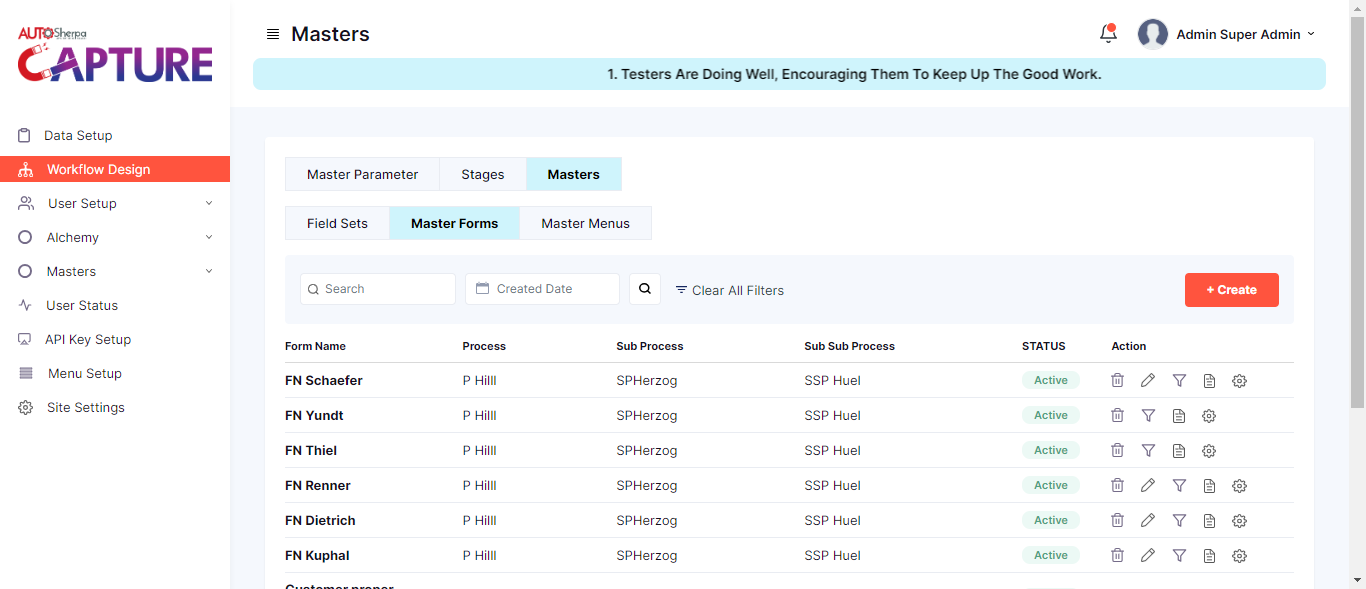 AUTOSherpa
CAPTURE
Masters
Admin Super Admin
1. Testers Are Doing Well, Encouraging Them To Keep Up The Good Work.
Data Setup
Workflow Design
User Setup
Alchemy
Masters
User Status
API Key Setup
Menu Setup
Site Settings
Master Parameter Stages Masters
Field Sets Master Forms Master Menus
Search Created Date Clear All Filters + Create
Form Name Process Sub Process Sub Sub Process STATUS Action
FN Schaefer P Hilll SPHerzog SSP Huel Active
FN Yundt P Hilll SPHerzog SSP Huel Active
FN Thiel P Hilll SPHerzog SSP Huel Active
FN Renner P Hilll SPHerzog SSP Huel Active
FN Dietrich P Hilll SPHerzog SSP Huel Active
FN Kuphal P Hilll SPHerzog SSP Huel Active
Customer proper